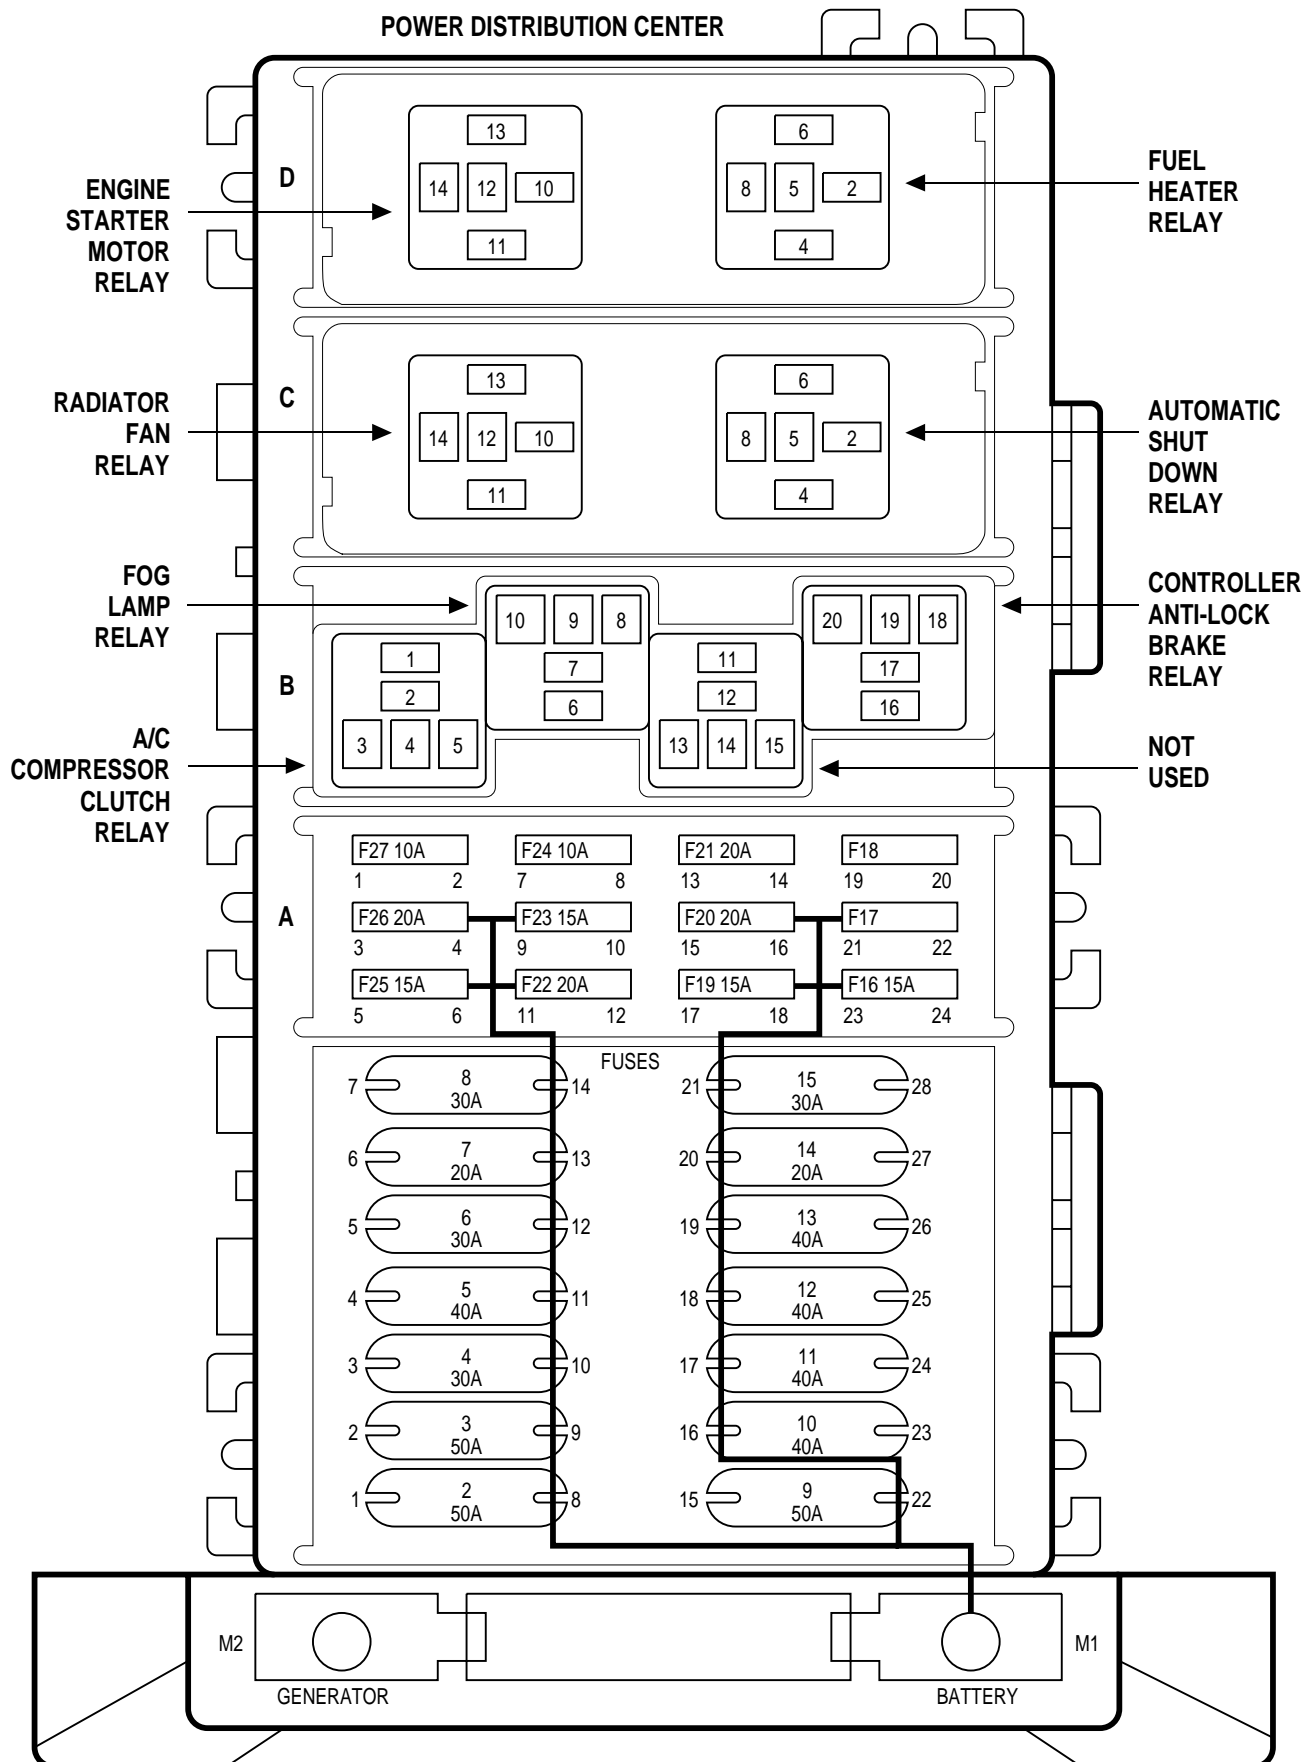 POWER DISTRIBUTION CENTER
D
13
14 12 10
11
6
8 5 2
4
ENGINE
STARTER
MOTOR
RELAY
FUEL
HEATER
RELAY
C
13
14 12 10
11
6
8 5 2
4
RADIATOR
FAN
RELAY
AUTOMATIC
SHUT
DOWN
RELAY
FOG
LAMP
RELAY
CONTROLLER
ANTI-LOCK
BRAKE
RELAY
B
10 9 8
7
6
20 19 18
17
16
1
2
3 4 5
11
12
13 14 15
A/C
COMPRESSOR
CLUTCH
RELAY
NOT
USED
A
F27 10A F24 10A F21 20A F18
1 2 7 8 13 14 19 20
F26 20A F23 15A F20 20A F17
3 4 9 10 15 16 21 22
F25 15A F22 20A F19 15A F16 15A
5 6 11 12 17 18 23 24
FUSES
7 8 14 21 15 28
30A 30A
6 7 13 20 14 27
20A 20A
5 6 12 19 13 26
30A 40A
4 5 11 18 12 25
40A 40A
3 4 10 17 11 24
30A 40A
2 3 9 16 10 23
50A 40A
1 2 8 15 9 22
50A 50A
M2 M1
GENERATOR BATTERY